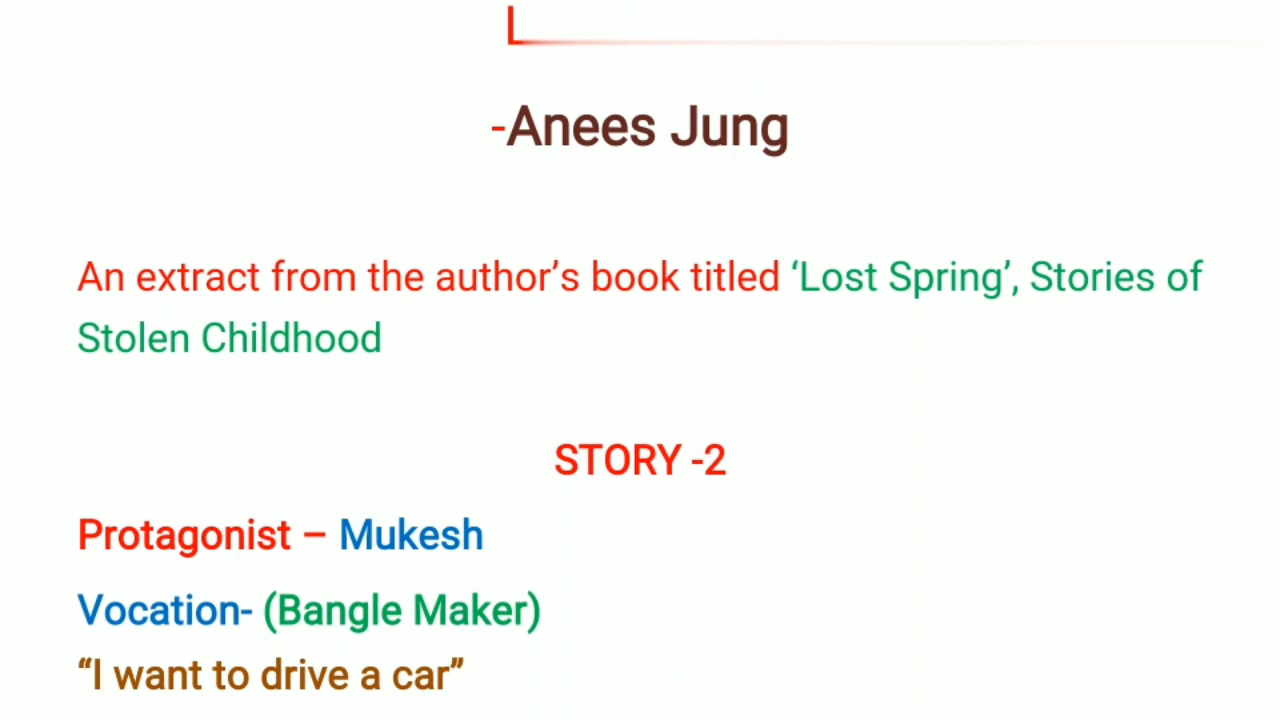 -Anees Jung
An extract from the author’s book titled ‘Lost Spring’, Stories of
Stolen Childhood
STORY -2
Protagonist – Mukesh
Vocation- (Bangle Maker)
“I want to drive a car”